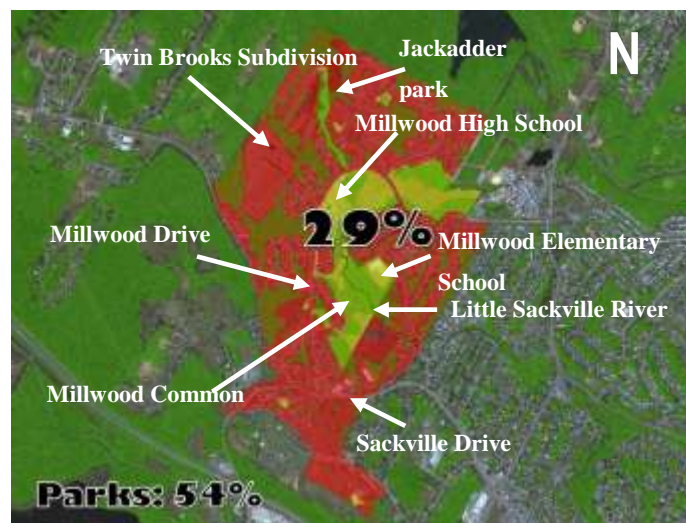 Jackadder
Twin Brooks Subdivision
park
N
Millwood High School
29%
Millwood Drive
Millwood Elementary
School
Little Sackville River
Millwood Common
Sackville Drive
Parks: 54%